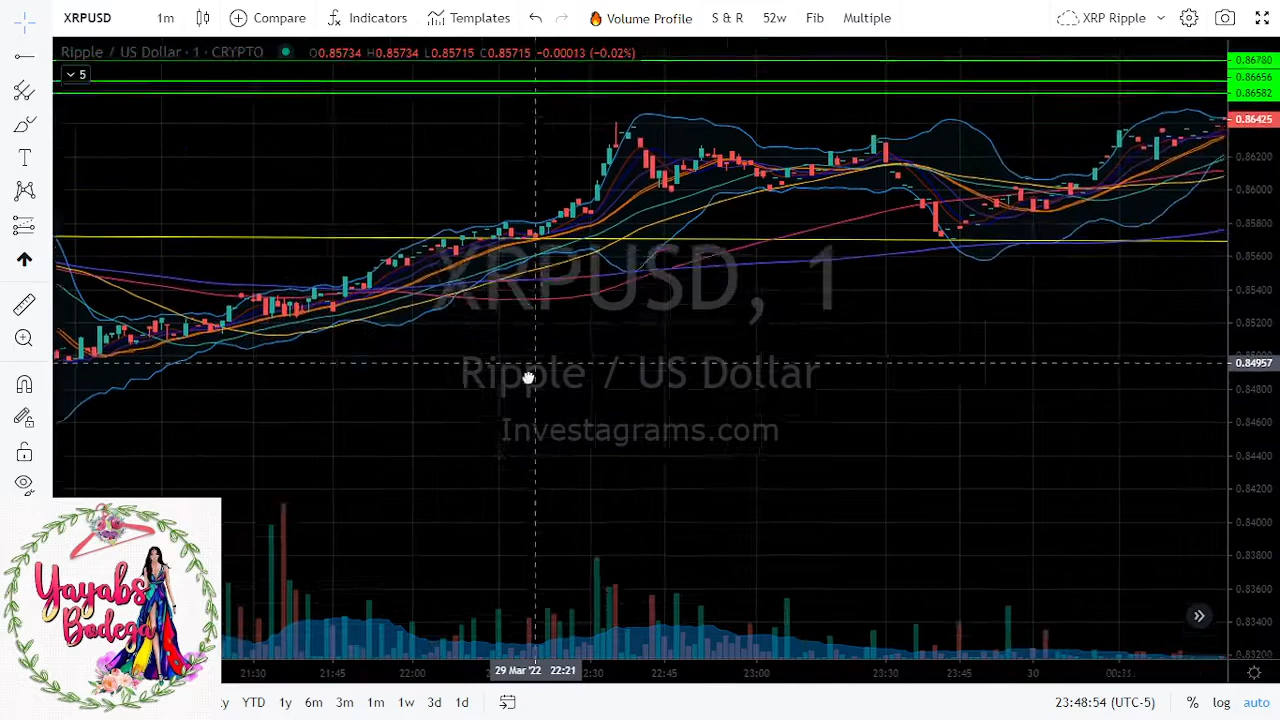 XRPUSD 1m Compare Indicators Templates Volume Profile S & R 52w Fib Multiple XRP Ripple
Ripple / US Dollar · 1 · CRYPTO O0.85734 H0.85734 L0.85715 C0.85715 −0.00013 (−0.02%)
5
0.86780
0.86656
0.86582
0.86425
0.86200
0.86000
0.85800
0.85600
0.85400
0.85200
0.84957
0.84800
0.84600
0.84400
0.84200
0.84000
0.83800
0.83600
0.83400
0.83200
XRPUSD, 1
Ripple / US Dollar
Investagrams.com
Yayabs
Bodega
21:30 21:45 22:00 29 Mar '22 22:21 2:30 22:45 23:00 23:30 23:45 30
YTD 1y 6m 3m 1m 1w 3d 1d 23:48:54 (UTC-5) % log auto